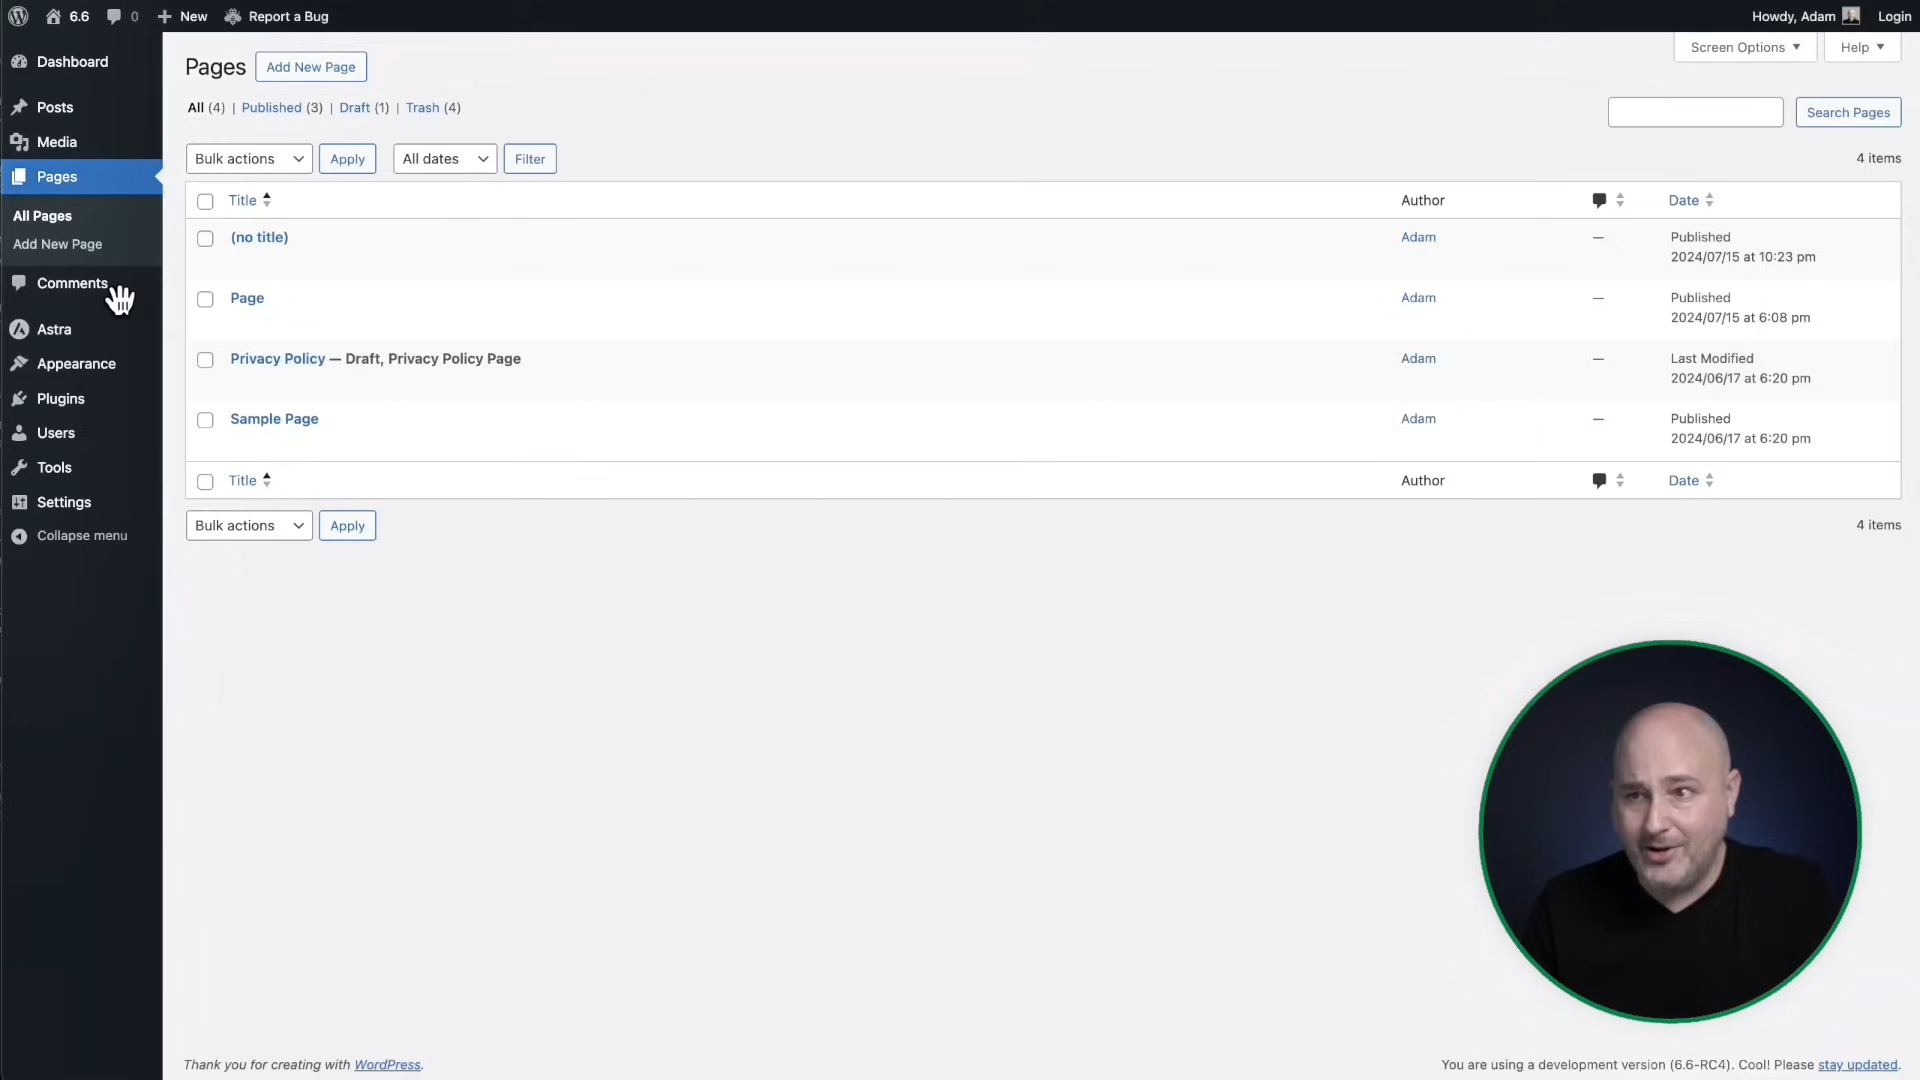 6.6 0 New Report a Bug Howdy, Adam Login
Dashboard
Posts
Media
Pages
All Pages
Add New Page
Comments
Astra
Appearance
Plugins
Users
Tools
Settings
Collapse menu
Screen Options Help
Pages Add New Page
All (4) | Published (3) | Draft (1) | Trash (4)
Search Pages
Bulk actions Apply All dates Filter 4 items
Title Author Date
(no title) Adam — Published
2024/07/15 at 10:23 pm
Page Adam — Published
2024/07/15 at 6:08 pm
Privacy Policy — Draft, Privacy Policy Page Adam — Last Modified
2024/06/17 at 6:20 pm
Sample Page Adam — Published
2024/06/17 at 6:20 pm
Title Author Date
Bulk actions Apply 4 items
Thank you for creating with WordPress. You are using a development version (6.6-RC4). Cool! Please stay updated.